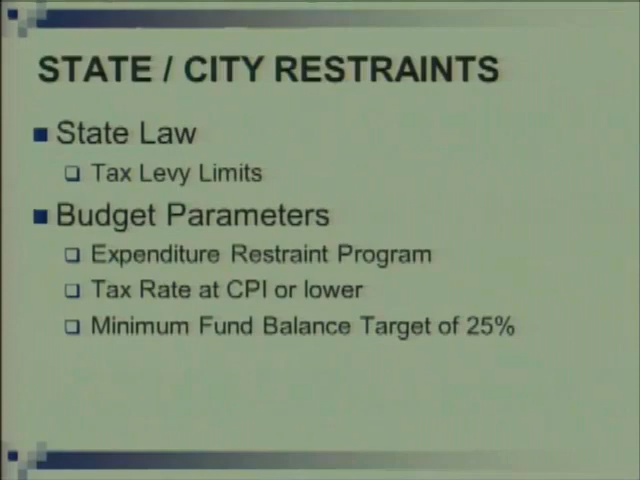 STATE / CITY RESTRAINTS
State Law
Tax Levy Limits
Budget Parameters
Expenditure Restraint Program
Tax Rate at CPI or lower
Minimum Fund Balance Target of 25%